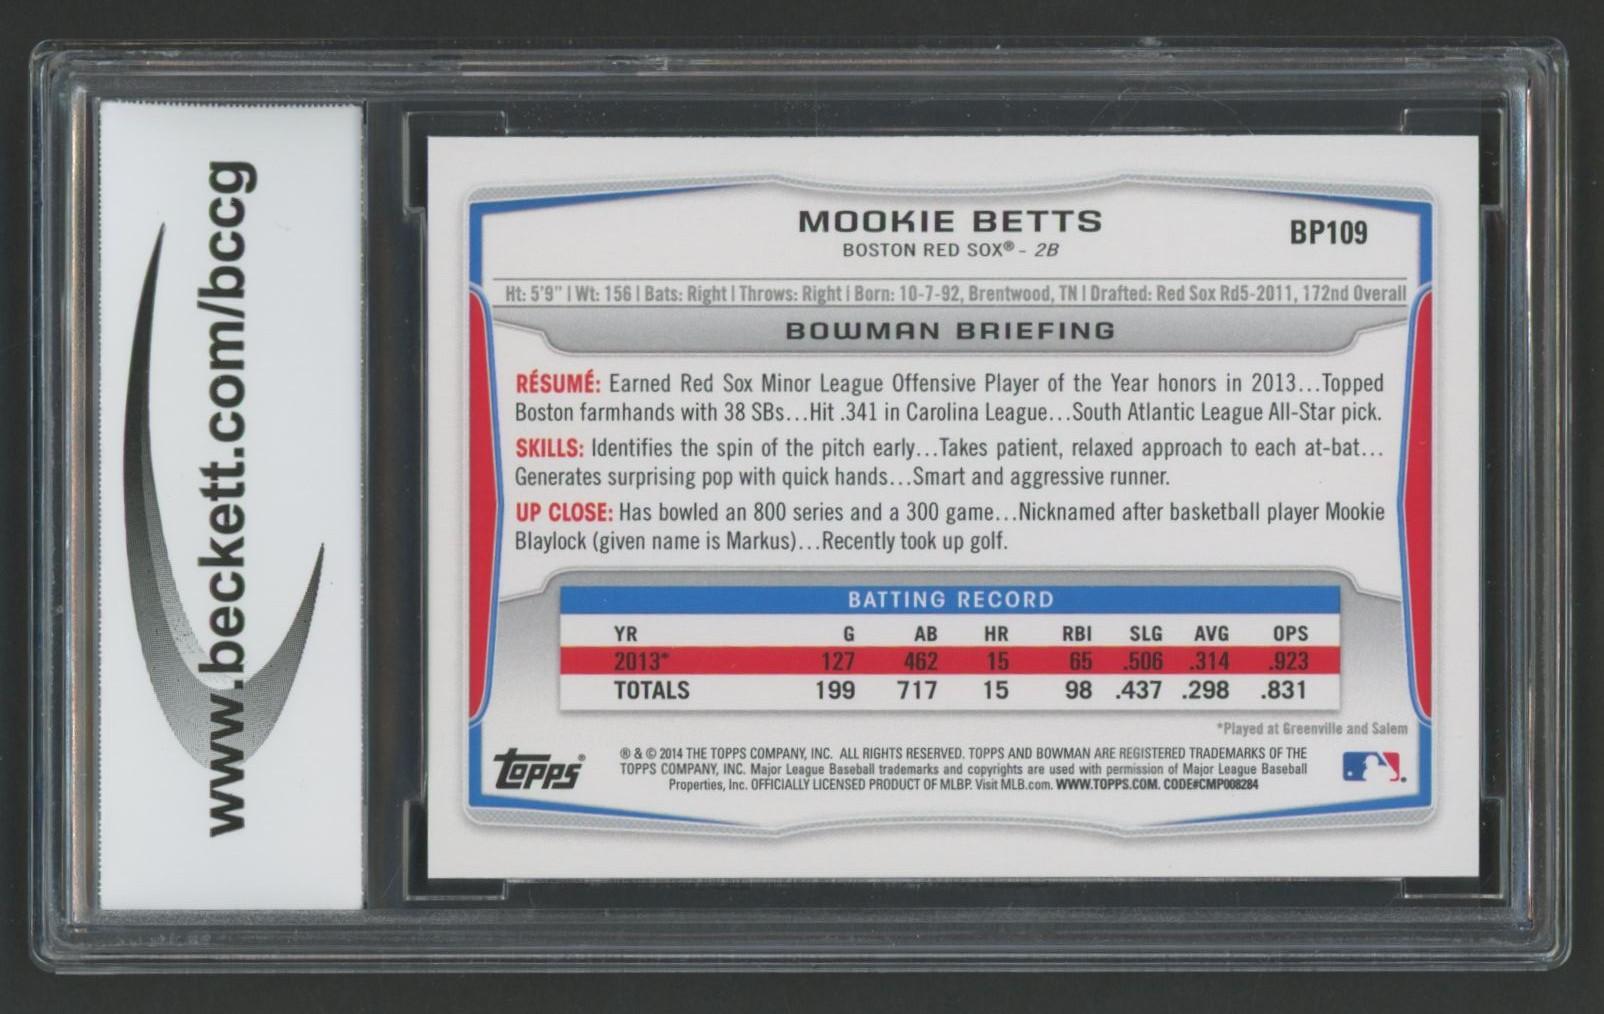 www.beckett.com/bccg
MOOKIE BETTS
BOSTON RED SOX® - 2B
BP109
Ht: 5'9" | Wt: 156 | Bats: Right | Throws: Right | Born: 10-7-92, Brentwood, TN | Drafted: Red Sox Rd5-2011, 172nd Overall
BOWMAN BRIEFING
RÉSUMÉ: Earned Red Sox Minor League Offensive Player of the Year honors in 2013...Topped
Boston farmhands with 38 SBs...Hit .341 in Carolina League...South Atlantic League All-Star pick.
SKILLS: Identifies the spin of the pitch early...Takes patient, relaxed approach to each at-bat...
Generates surprising pop with quick hands...Smart and aggressive runner.
UP CLOSE: Has bowled an 800 series and a 300 game...Nicknamed after basketball player Mookie
Blaylock (given name is Markus)...Recently took up golf.
BATTING RECORD
YR G AB HR RBI SLG AVG OPS
2013* 127 462 15 65 .506 .314 .923
TOTALS 199 717 15 98 .437 .298 .831
*Played at Greenville and Salem
Topps®
® & © 2014 THE TOPPS COMPANY, INC. ALL RIGHTS RESERVED. TOPPS AND BOWMAN ARE REGISTERED TRADEMARKS OF THE
TOPPS COMPANY, INC. Major League Baseball trademarks and copyrights are used with permission of Major League Baseball
Properties, Inc. OFFICIALLY LICENSED PRODUCT OF MLBP. Visit MLB.com. WWW.TOPPS.COM. CODE#CMP008284